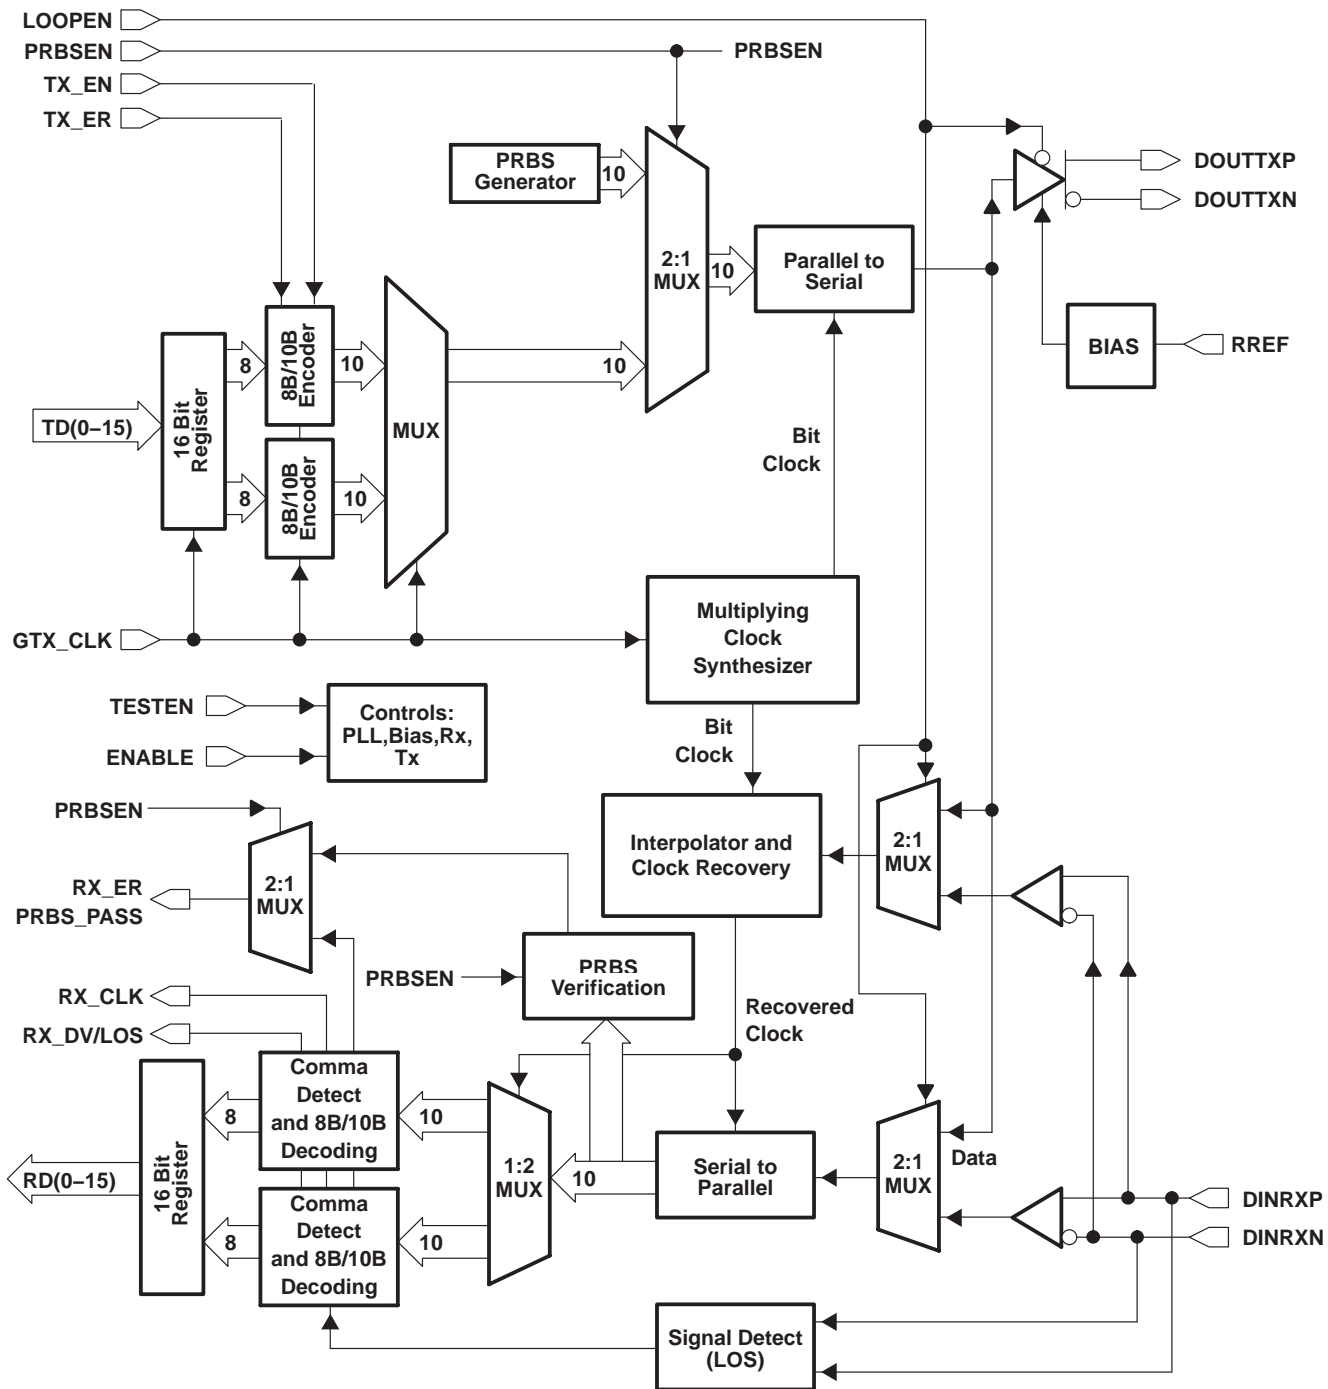 LOOPEN
PRBSEN
PRBSEN
TX_EN
TX_ER
PRBS
Generator
10
DOUTTXP
DOUTTXN
2:1
MUX
10
Parallel to
Serial
BIAS
RREF
TD(0–15)
16 Bit
Register
8
8B/10B
Encoder
10
8
8B/10B
Encoder
10
MUX
10
Bit
Clock
GTX_CLK
Multiplying
Clock
Synthesizer
TESTEN
ENABLE
Controls:
PLL,Bias,Rx,
Tx
Bit
Clock
PRBSEN
2:1
MUX
RX_ER
PRBS_PASS
Interpolator and
Clock Recovery
2:1
MUX
PRBSEN
PRBS
Verification
RX_CLK
RX_DV/LOS
Recovered
Clock
Comma
Detect
and 8B/10B
Decoding
8
10
RD(0–15)
16 Bit
Register
1:2
MUX
10
Serial to
Parallel
2:1
MUX
Data
Comma
Detect
and 8B/10B
Decoding
8
10
DINRXP
DINRXN
Signal Detect
(LOS)